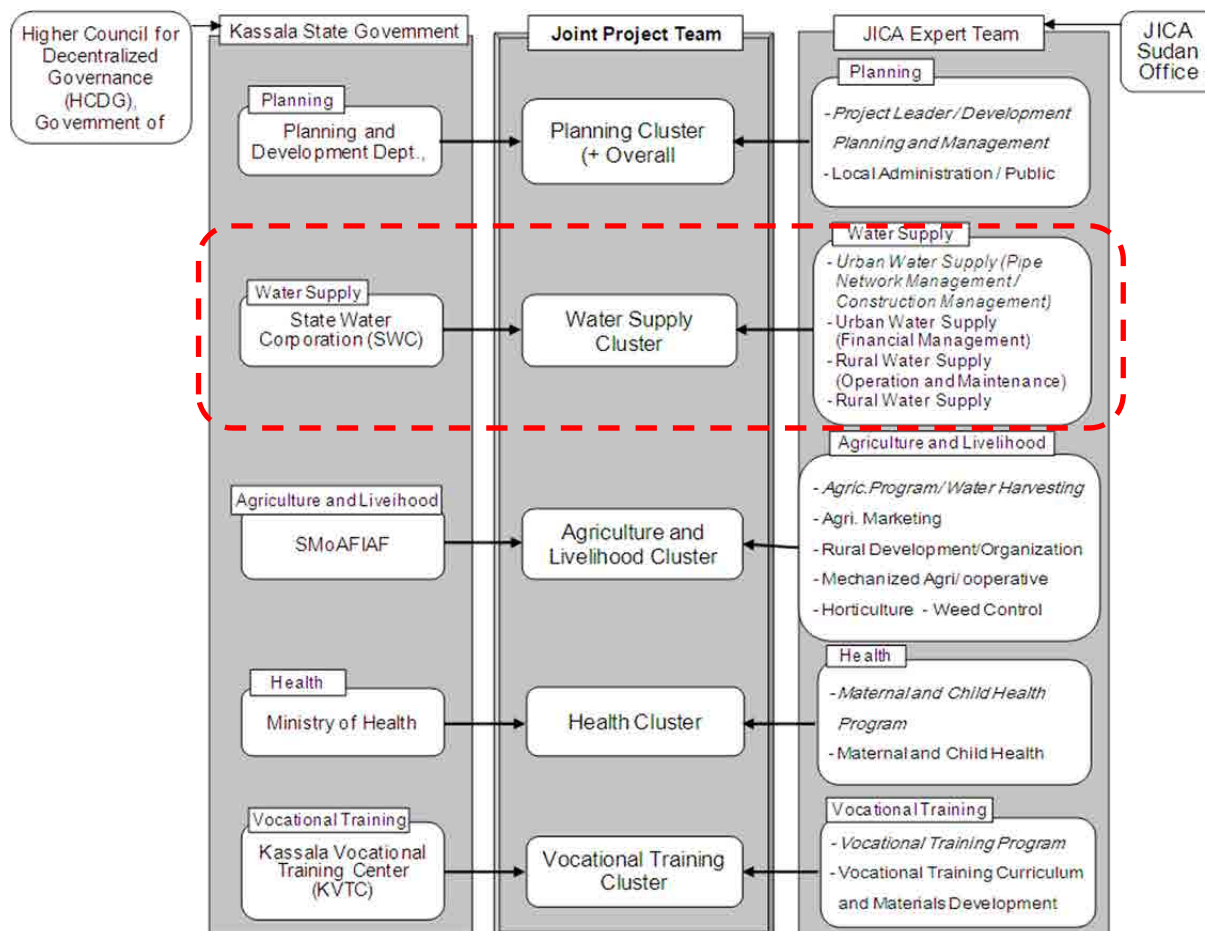 Higher Council for
Decentralized
Governance
(HCDG),
Government of
Kassala State Government
Joint Project Team
JICA Expert Team
JICA
Sudan
Office
Planning
Planning and
Development Dept.,
Planning Cluster
(+ Overall
Planning
- Project Leader / Development
Planning and Management
- Local Administration / Public
Water Supply
State Water
Corporation (SWC)
Water Supply
Cluster
Water Supply
- Urban Water Supply (Pipe
Network Management /
Construction Management)
- Urban Water Supply
(Financial Management)
- Rural Water Supply
(Operation and Maintenance)
- Rural Water Supply
Agriculture and Liveihood
SMoAFIAF
Agriculture and
Livelihood Cluster
Agriculture and Livelihood
- Agric.Program/ Water Harvesting
- Agri. Marketing
- Rural Development/Organization
- Mechanized Agri/ ooperative
- Horticulture - Weed Control
Health
Ministry of Health
Health Cluster
Health
- Maternal and Child Health
Program
- Maternal and Child Health
Vocational Training
Kassala Vocational
Training Center
(KVTC)
Vocational Training
Cluster
Vocational Training
- Vocational Training Program
- Vocational Training Curriculum
and Materials Development